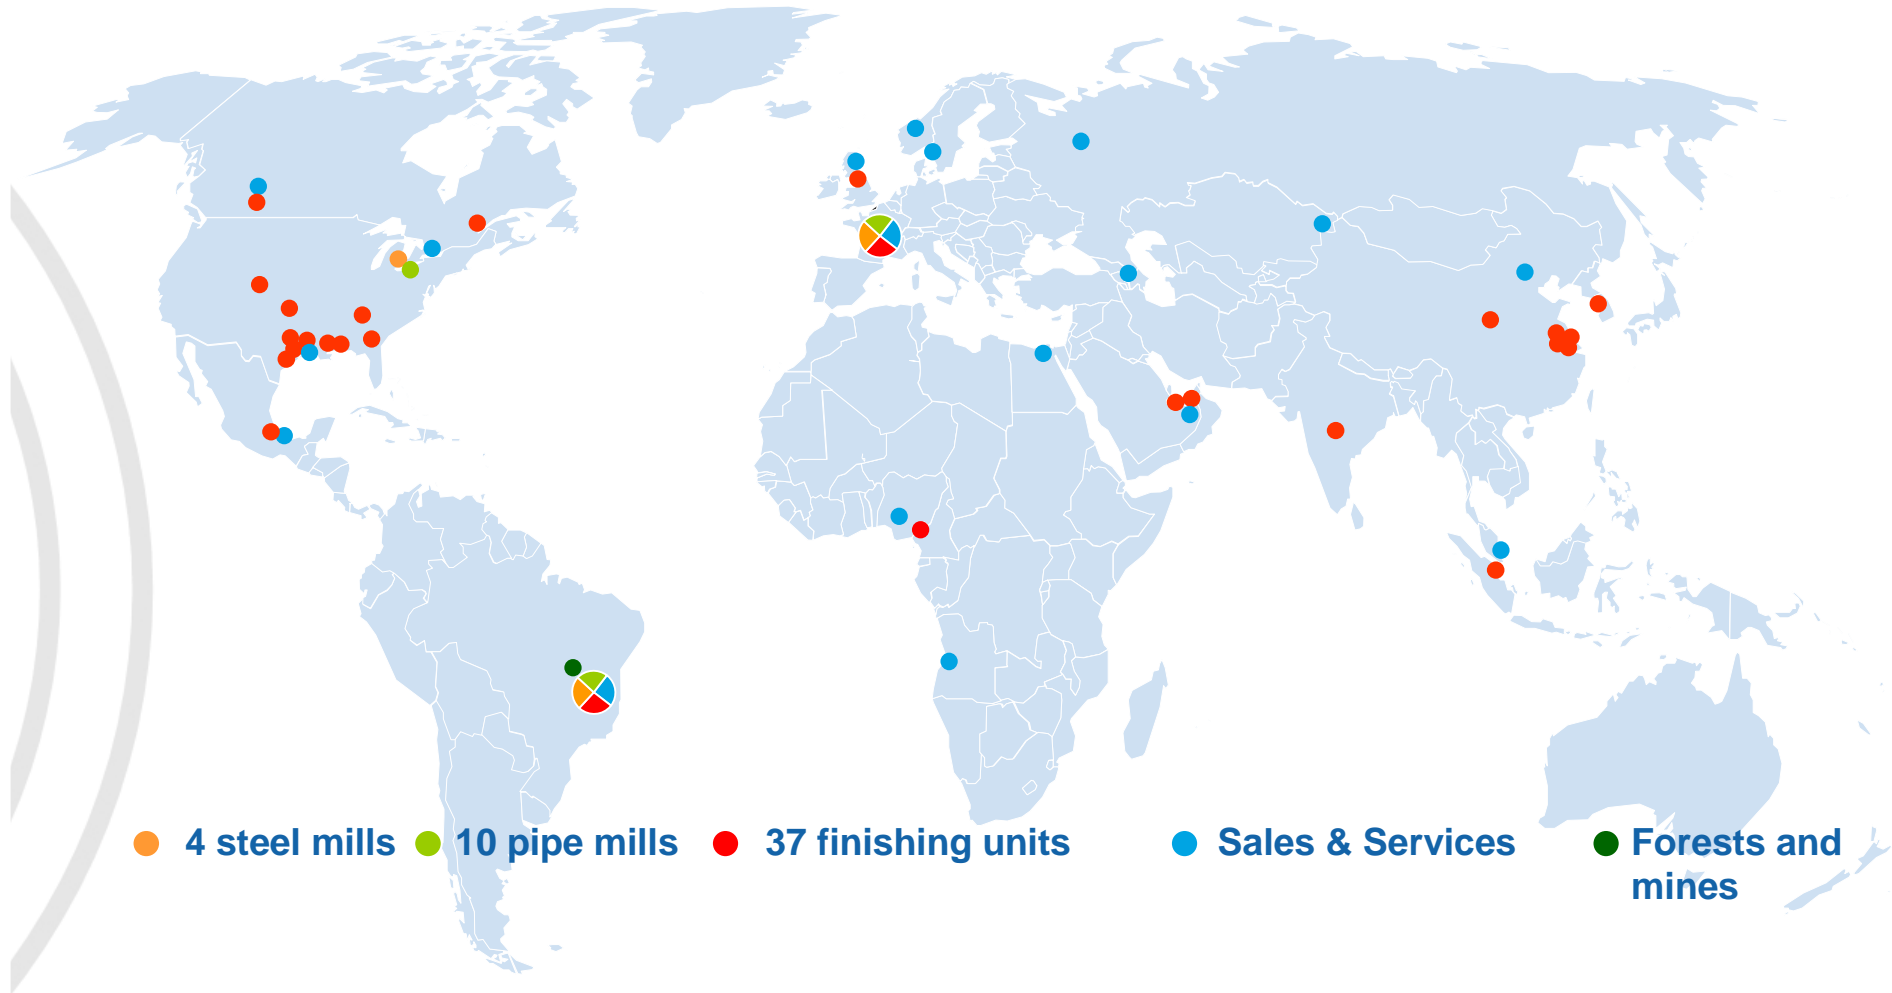 4 steel mills
10 pipe mills
37 finishing units
Sales & Services
Forests and
mines